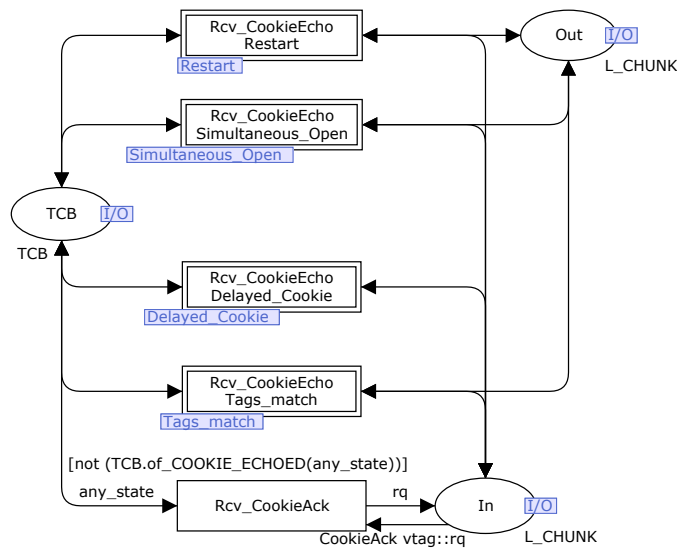 Rcv_CookieEcho
Restart
Restart
Out
I/O
L_CHUNK
Rcv_CookieEcho
Simultaneous_Open
Simultaneous_Open
TCB
I/O
TCB
Rcv_CookieEcho
Delayed_Cookie
Delayed_Cookie
Rcv_CookieEcho
Tags_match
Tags_match
[not (TCB.of_COOKIE_ECHOED(any_state))]
any_state
Rcv_CookieAck
rq
In
I/O
CookieAck vtag::rq
L_CHUNK